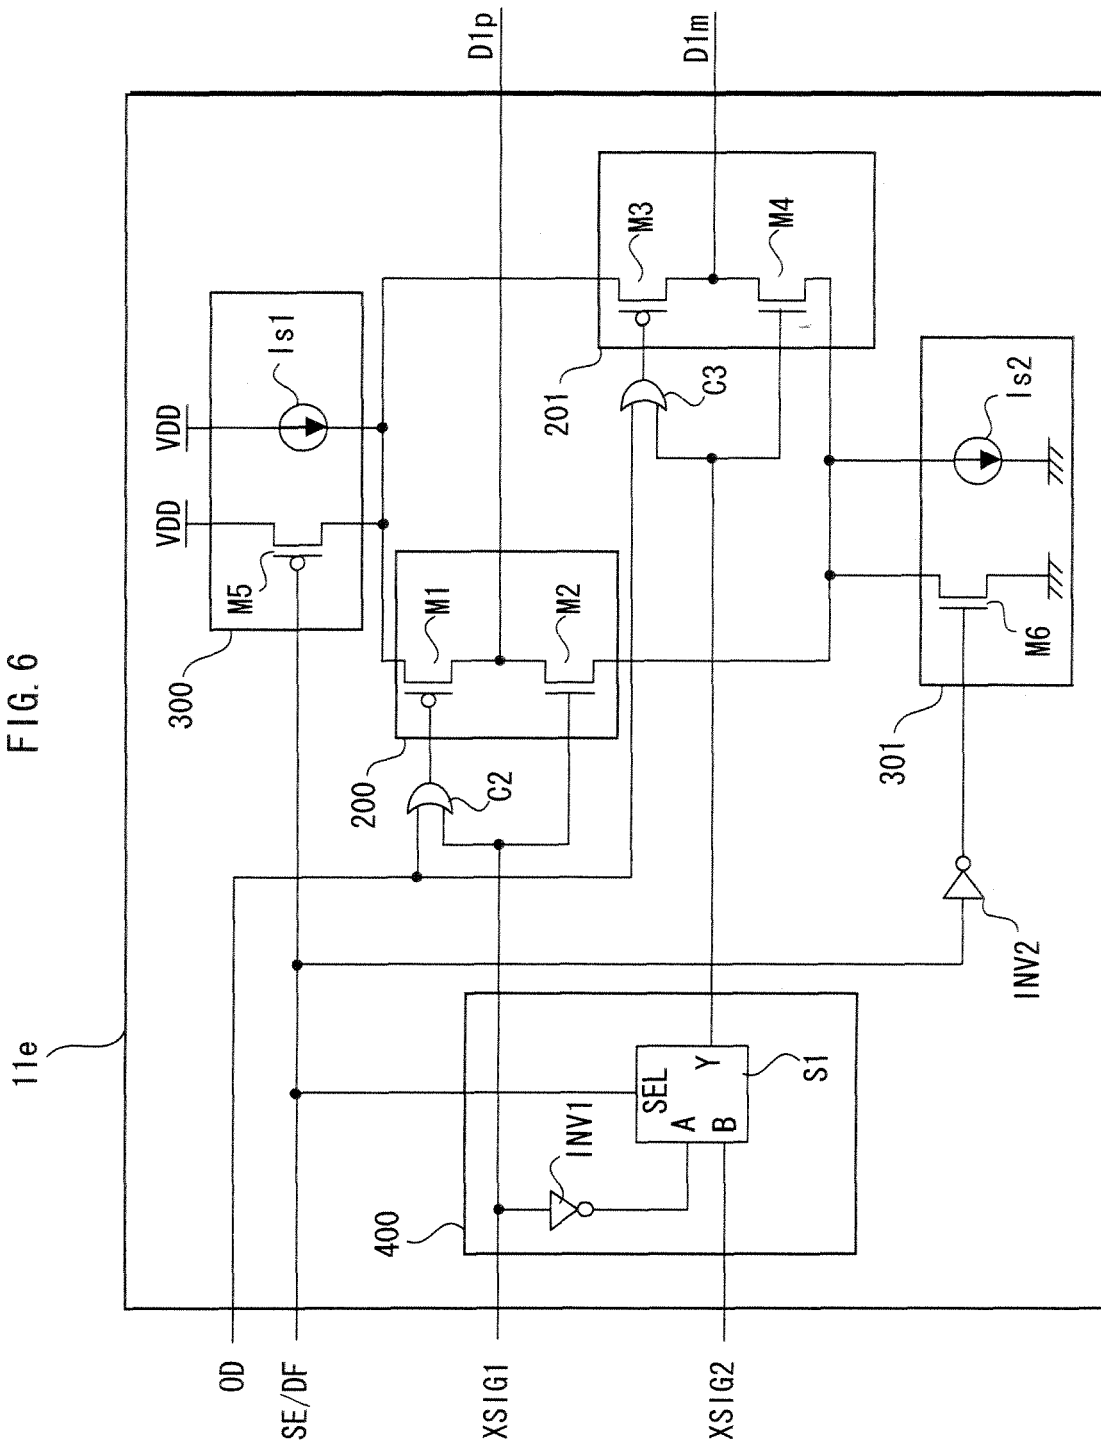 FIG. 6
11e
OD
SE/DF
XSIG1
XSIG2
400
INV1
SEL
A
B
Y
S1
INV2
300
VDD
VDD
M5
Is1
200
C2
M1
M2
201
C3
M3
M4
301
M6
Is2
D1p
D1m